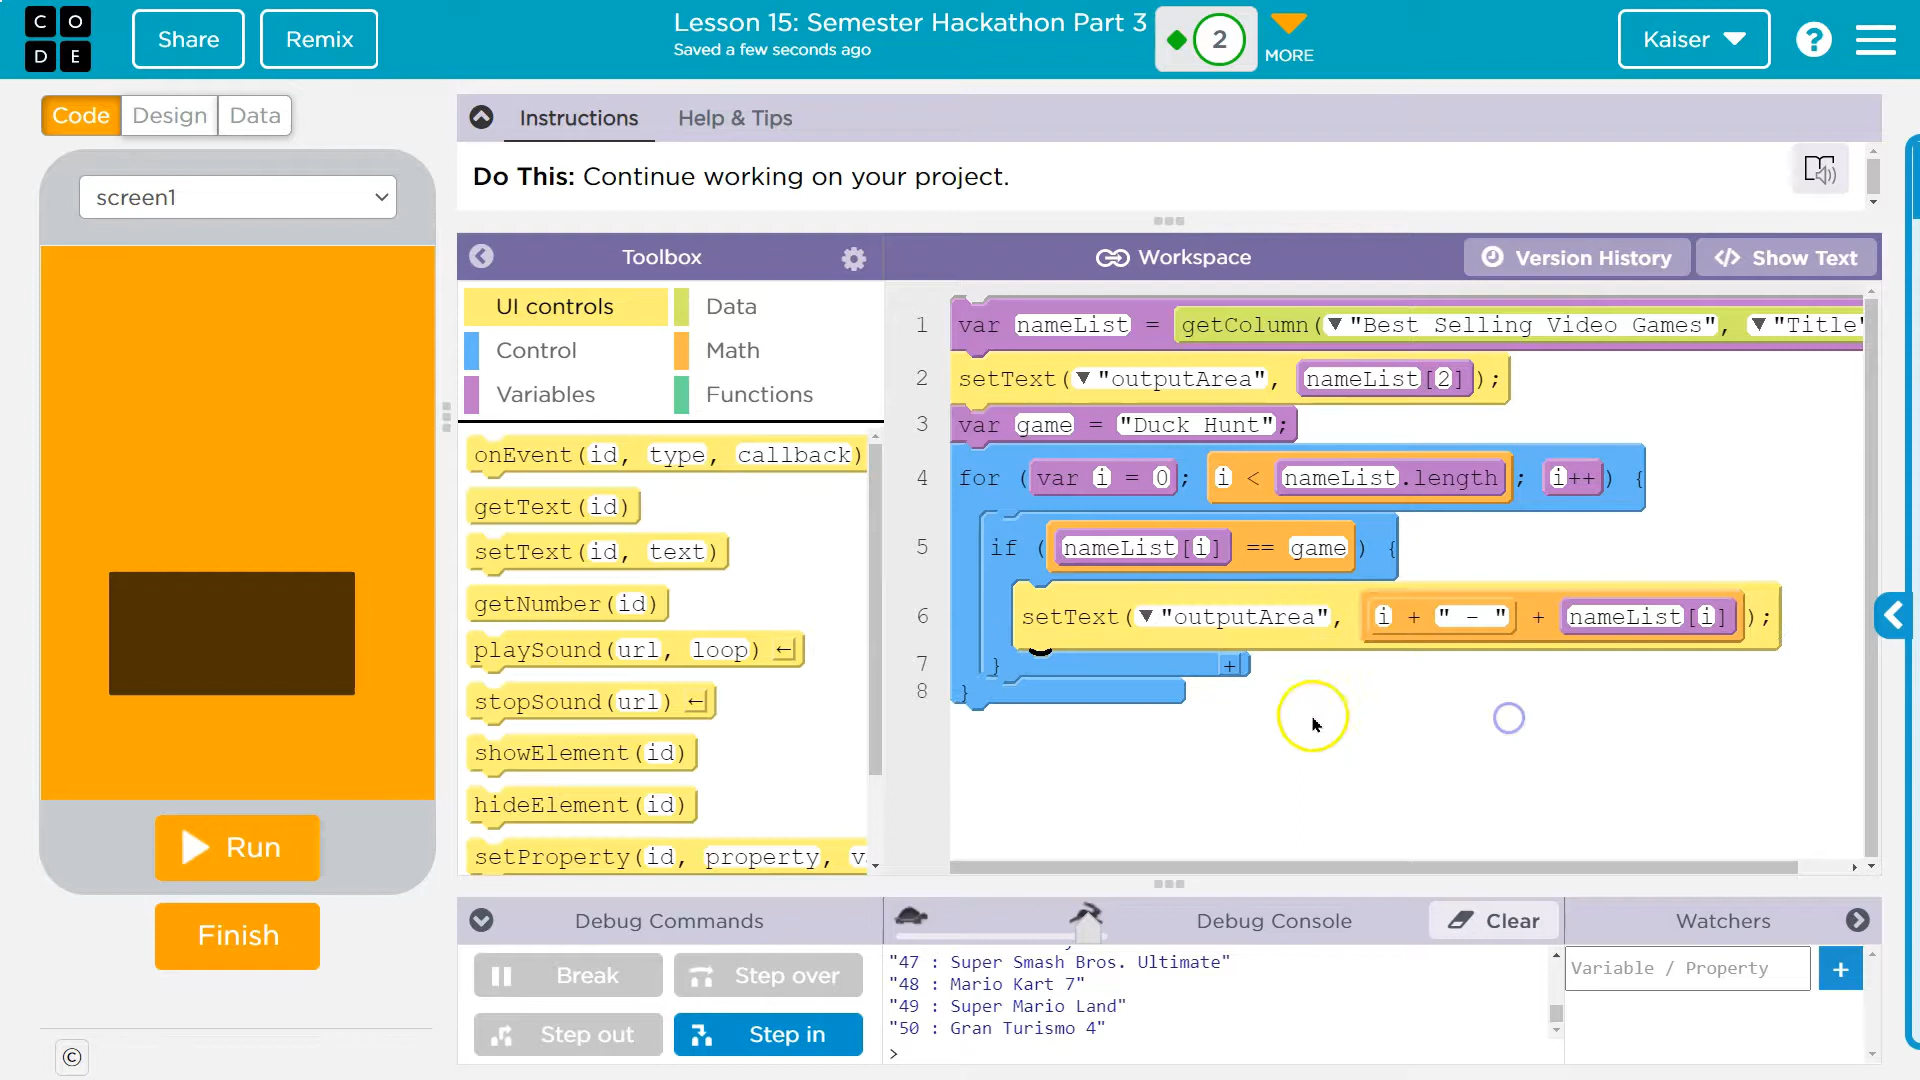 C O
D E
Share
Remix
Lesson 15: Semester Hackathon Part 3
Saved a few seconds ago
2
MORE
Kaiser
?
Code
Design
Data
screen1
Run
Finish
©
Instructions
Help & Tips
Do This: Continue working on your project.
Toolbox
Workspace
Version History
</> Show Text
UI controls
Data
Control
Math
Variables
Functions
onEvent(id, type, callback)
getText(id)
setText(id, text)
getNumber(id)
playSound(url, loop)
stopSound(url)
showElement(id)
hideElement(id)
setProperty(id, property, v
1 var nameList = getColumn("Best Selling Video Games", "Title"
2 setText("outputArea", nameList[2]);
3 var game = "Duck Hunt";
4 for (var i = 0; i < nameList.length; i++) {
5 if (nameList[i] == game) {
6 setText("outputArea", i + " - " + nameList[i]);
7 } +
8 }
Debug Commands
Debug Console
Clear
Watchers
Break
Step over
Step out
Step in
"47 : Super Smash Bros. Ultimate"
"48 : Mario Kart 7"
"49 : Super Mario Land"
"50 : Gran Turismo 4"
>
Variable / Property
+